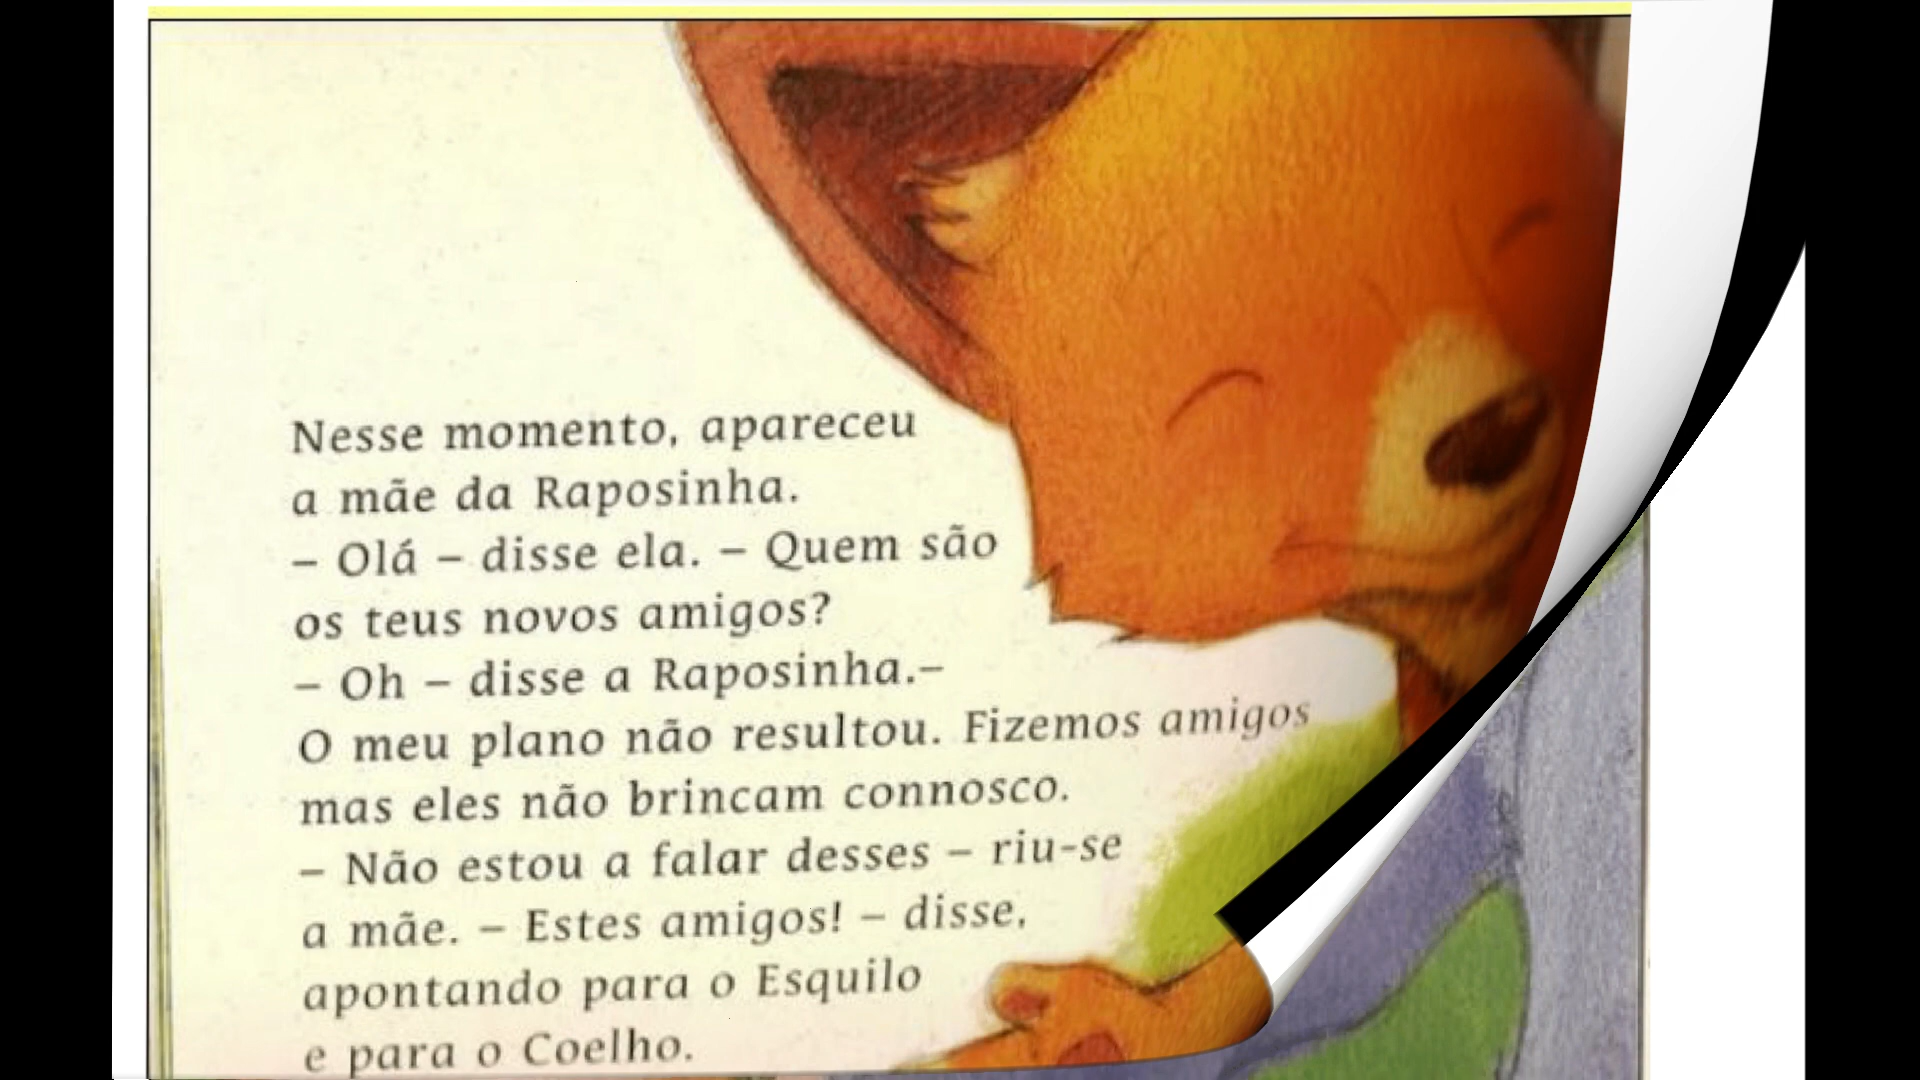 Nesse momento, apareceu
a mãe da Raposinha.
– Olá – disse ela. – Quem são
os teus novos amigos?
– Oh – disse a Raposinha.–
O meu plano não resultou. Fizemos amigos
mas eles não brincam connosco.
– Não estou a falar desses – riu-se
a mãe. – Estes amigos! – disse,
apontando para o Esquilo
e para o Coelho.